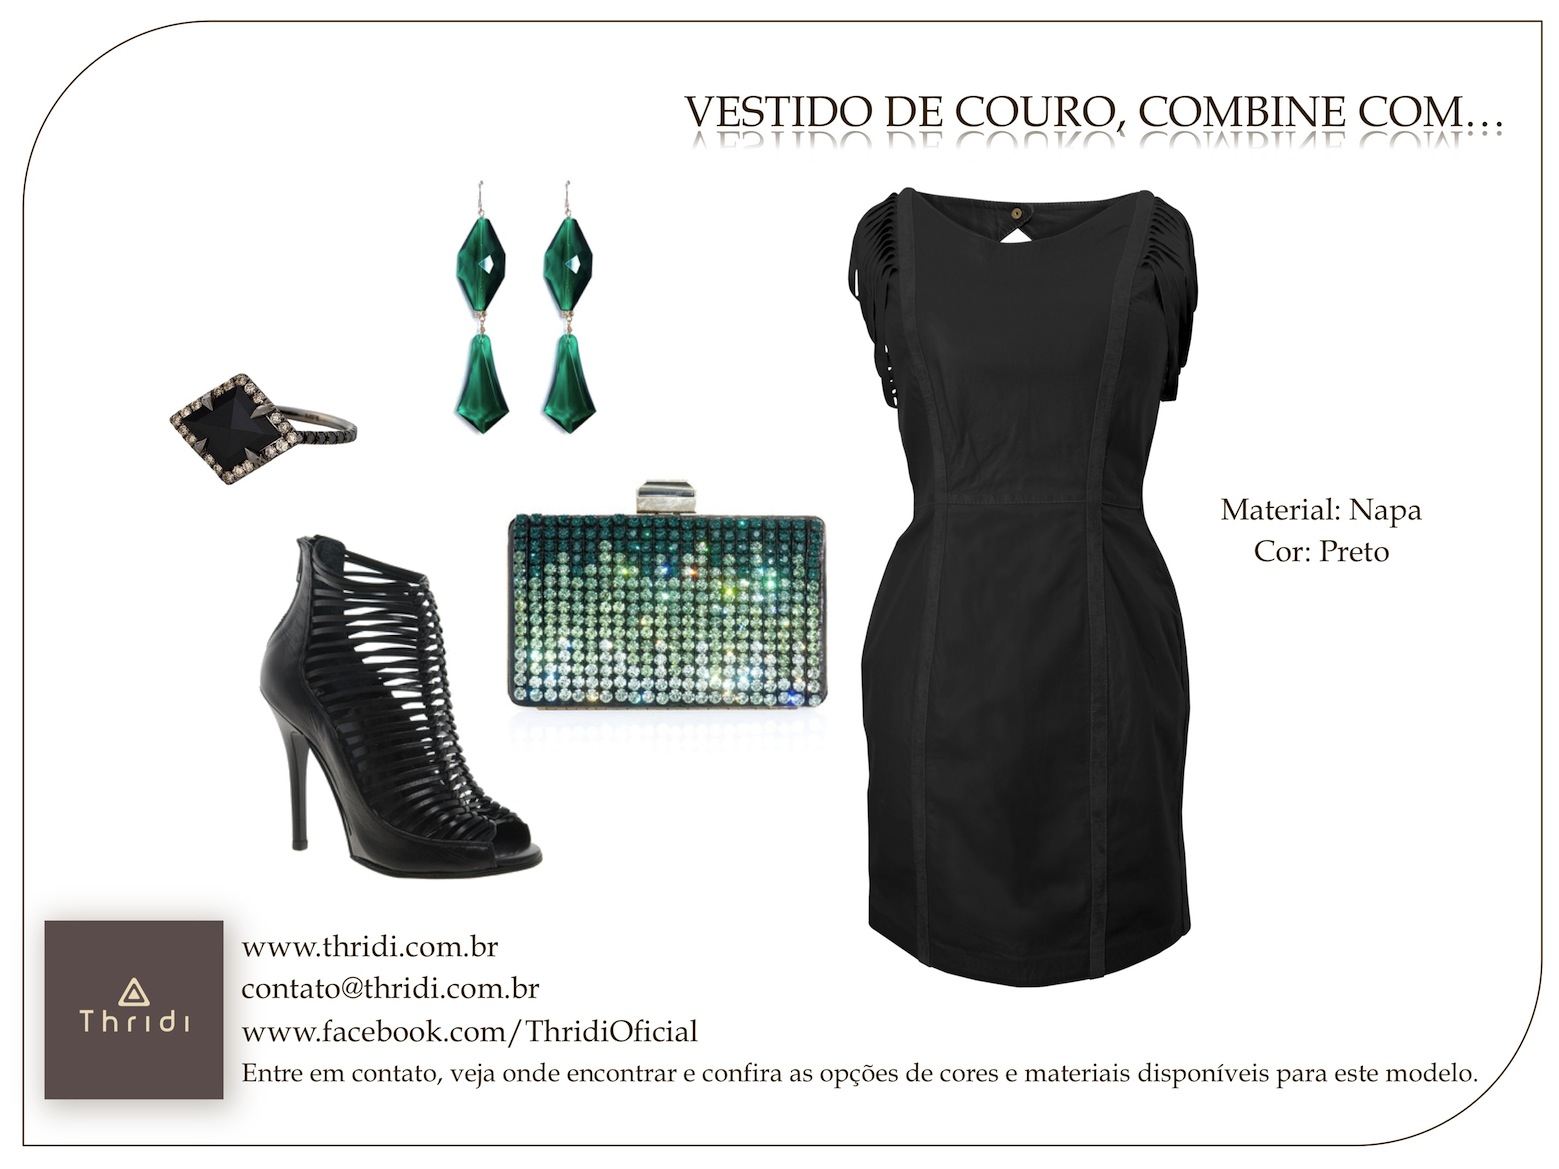 VESTIDO DE COURO, COMBINE COM…
Material: Napa
Cor: Preto
Thridi
www.thridi.com.br
contato@thridi.com.br
www.facebook.com/ThridiOficial
Entre em contato, veja onde encontrar e confira as opções de cores e materiais disponíveis para este modelo.